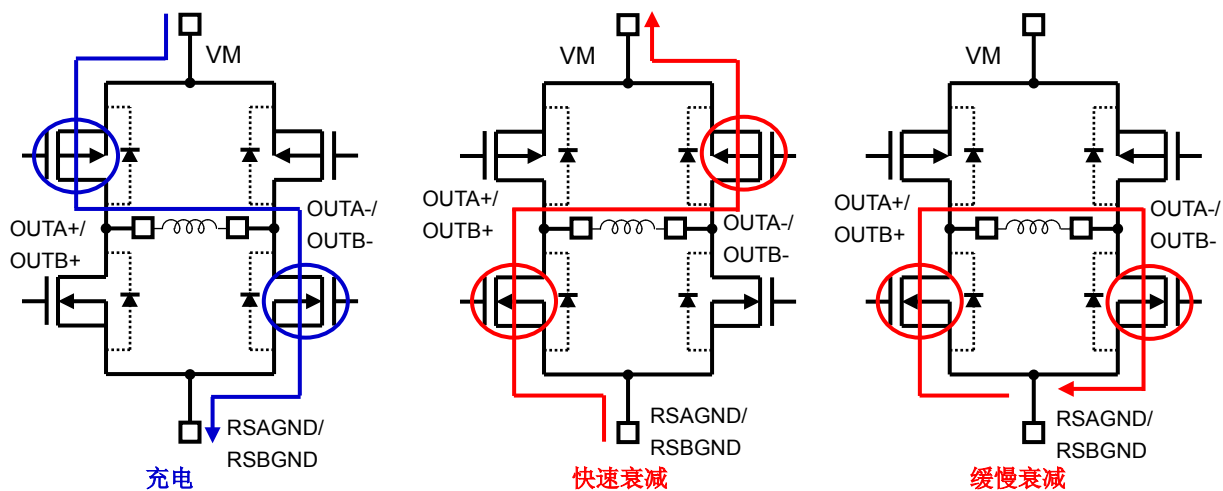 VM
OUTA+/
OUTB+
OUTA-/
OUTB-
RSAGND/
RSBGND
充电
VM
OUTA+/
OUTB+
OUTA-/
OUTB-
RSAGND/
RSBGND
快速衰减
VM
OUTA+/
OUTB+
OUTA-/
OUTB-
RSAGND/
RSBGND
缓慢衰减